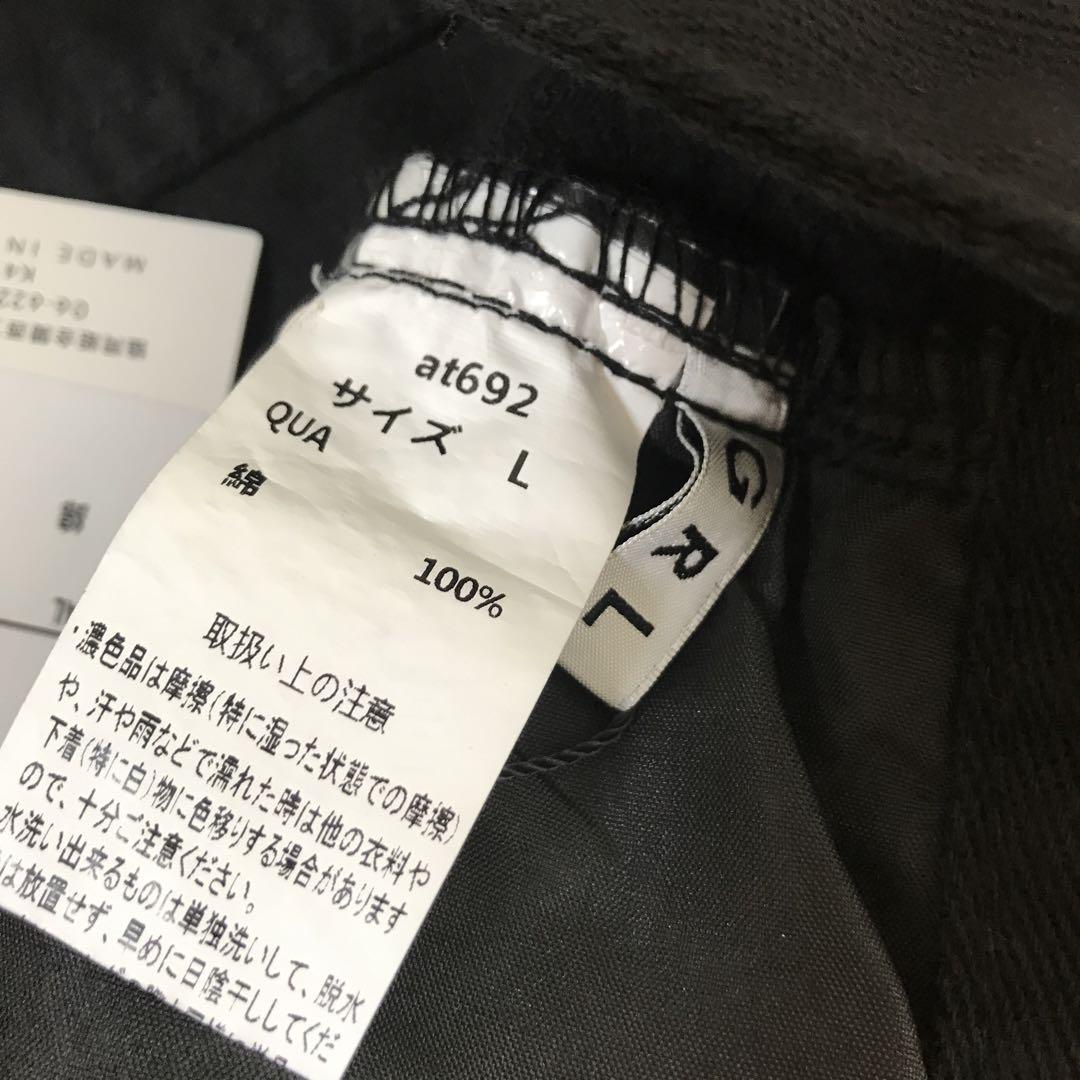 at692
サイズ L
QUA
綿
100%
取扱い上の注意
・濃色品は摩擦(特に湿った状態での摩擦)
や、汗や雨などで濡れた時は他の衣料や
下着(特に白)物に色移りする場合があります
ので、十分ご注意ください。
水洗い出来るものは単独洗いして、脱水
は放置せず、早めに日陰干ししてくだ
GRL
MADE IN
K4
06-622